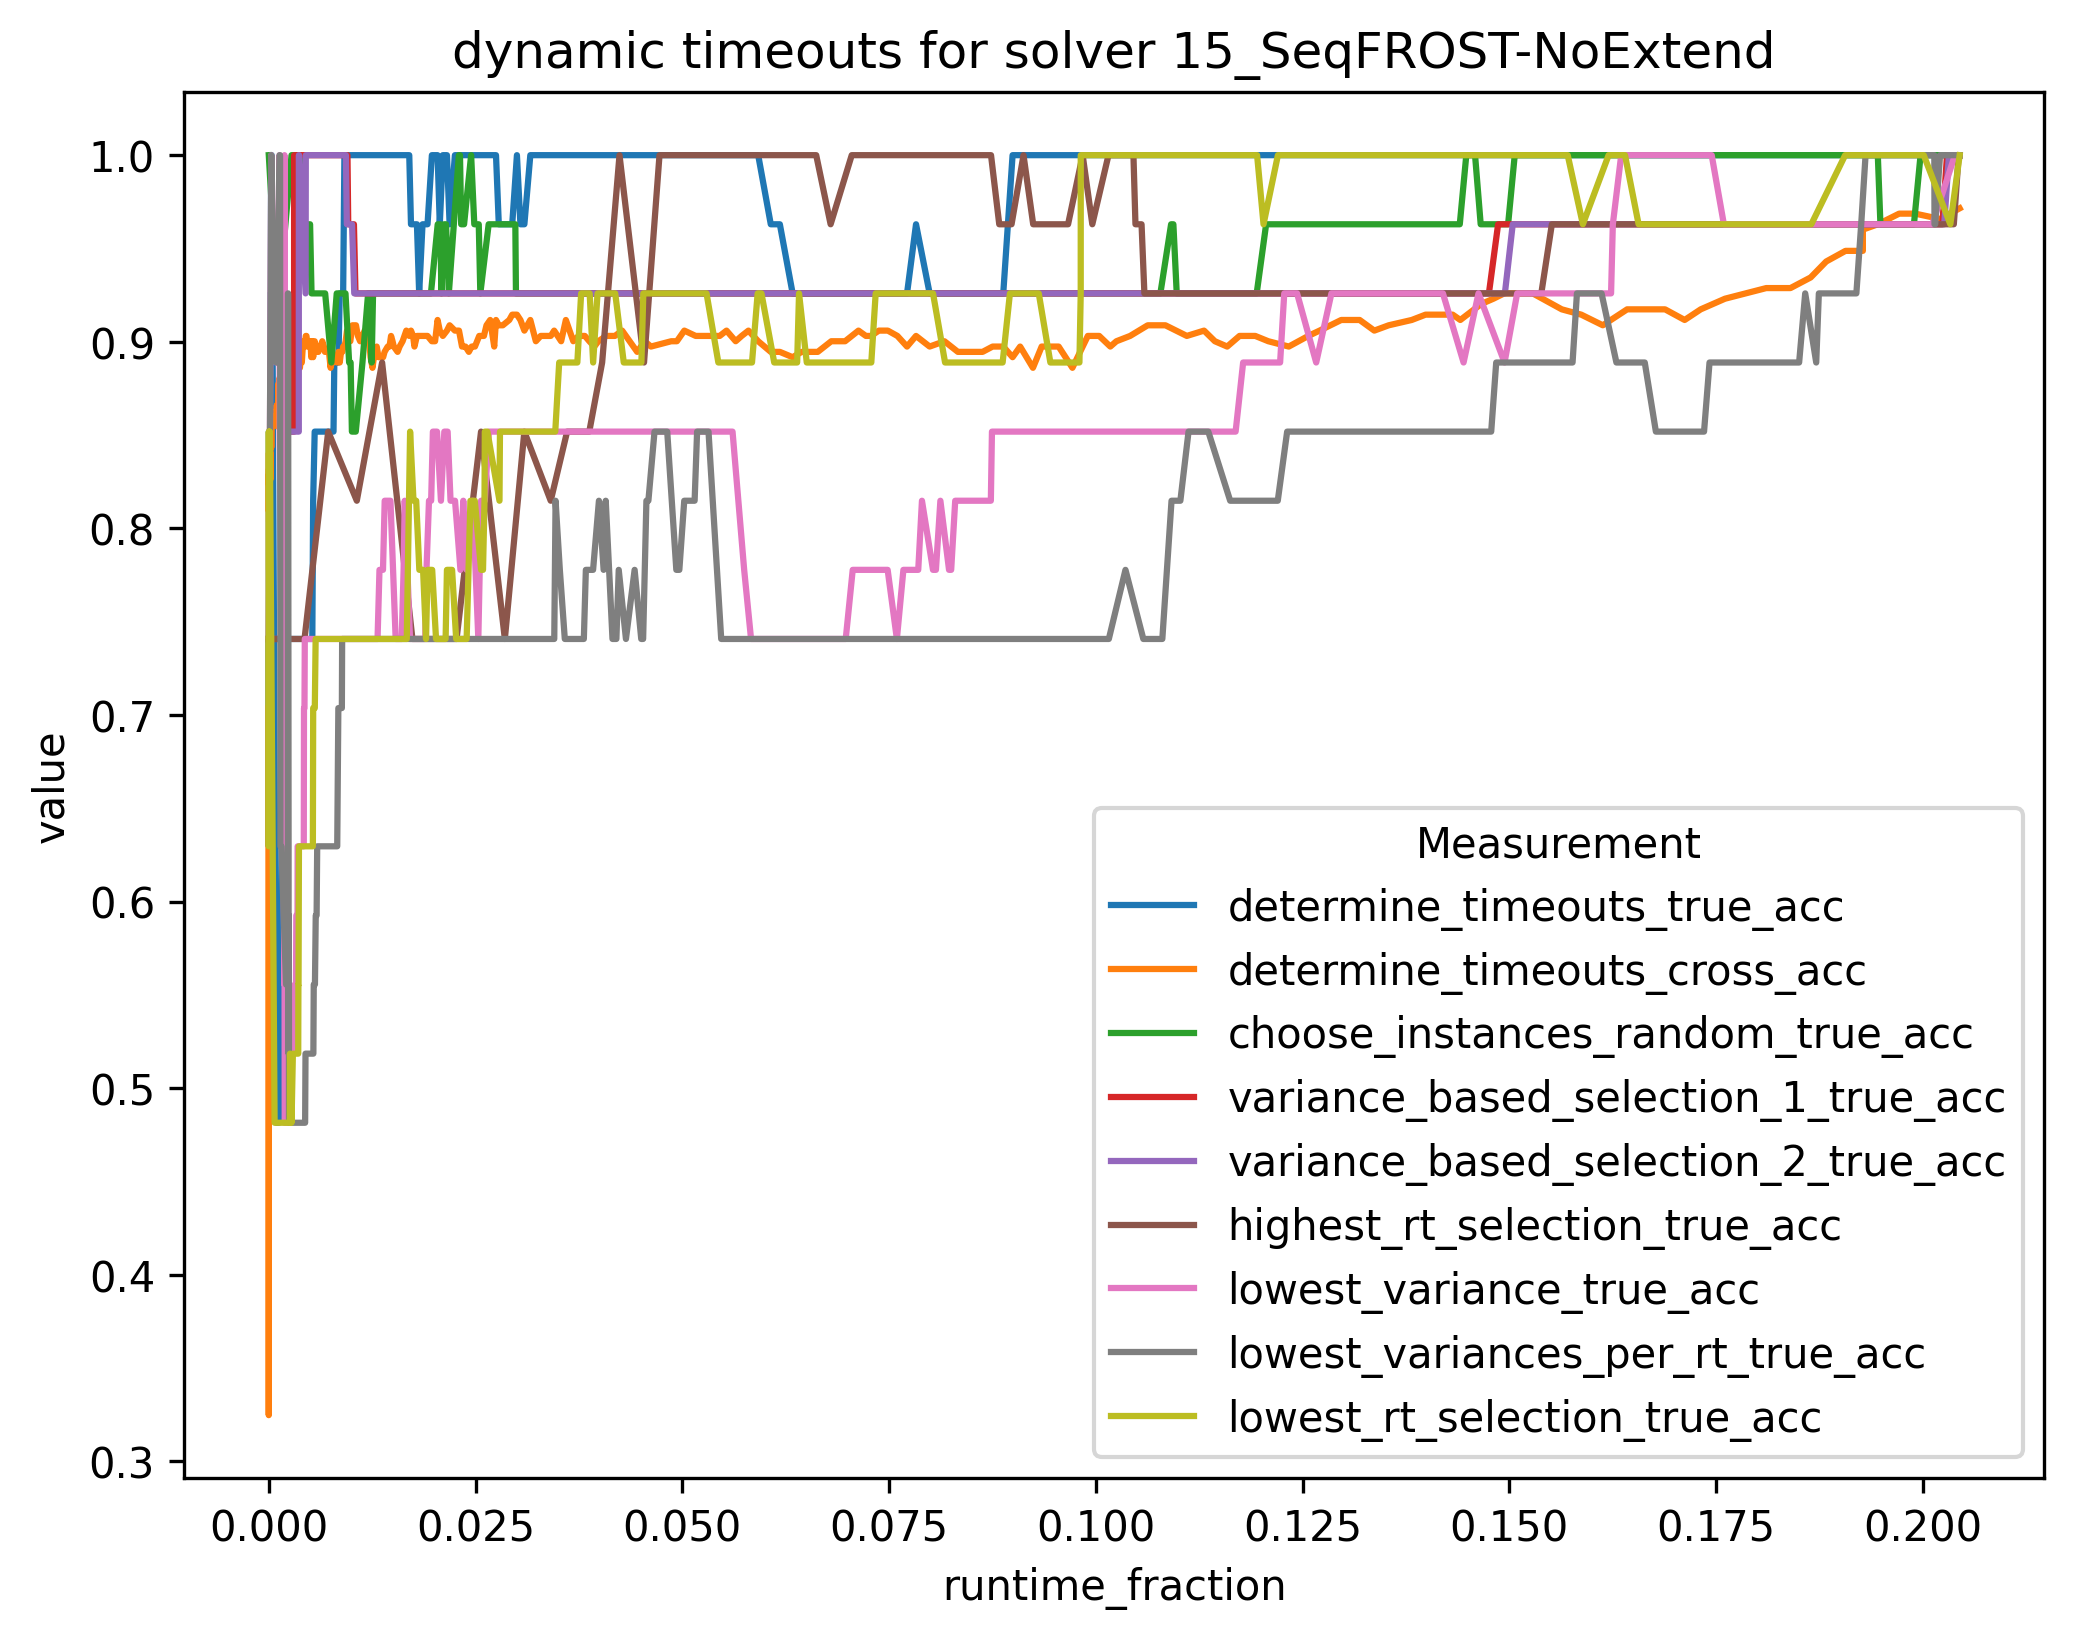 dynamic timeouts for solver 15_SeqFROST-NoExtend
value
1.0
0.9
0.8
0.7
0.6
0.5
0.4
0.3
Measurement
determine_timeouts_true_acc
determine_timeouts_cross_acc
choose_instances_random_true_acc
variance_based_selection_1_true_acc
variance_based_selection_2_true_acc
highest_rt_selection_true_acc
lowest_variance_true_acc
lowest_variances_per_rt_true_acc
lowest_rt_selection_true_acc
0.000 0.025 0.050 0.075 0.100 0.125 0.150 0.175 0.200
runtime_fraction